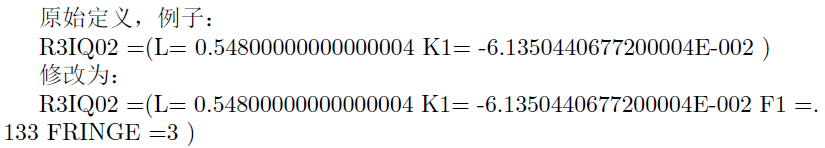 原始定义，例子：
R3IQ02 =(L= 0.54800000000000004 K1= -6.1350440677200004E-002 )
修改为：
R3IQ02 =(L= 0.54800000000000004 K1= -6.1350440677200004E-002 F1 =.
133 FRINGE =3 )